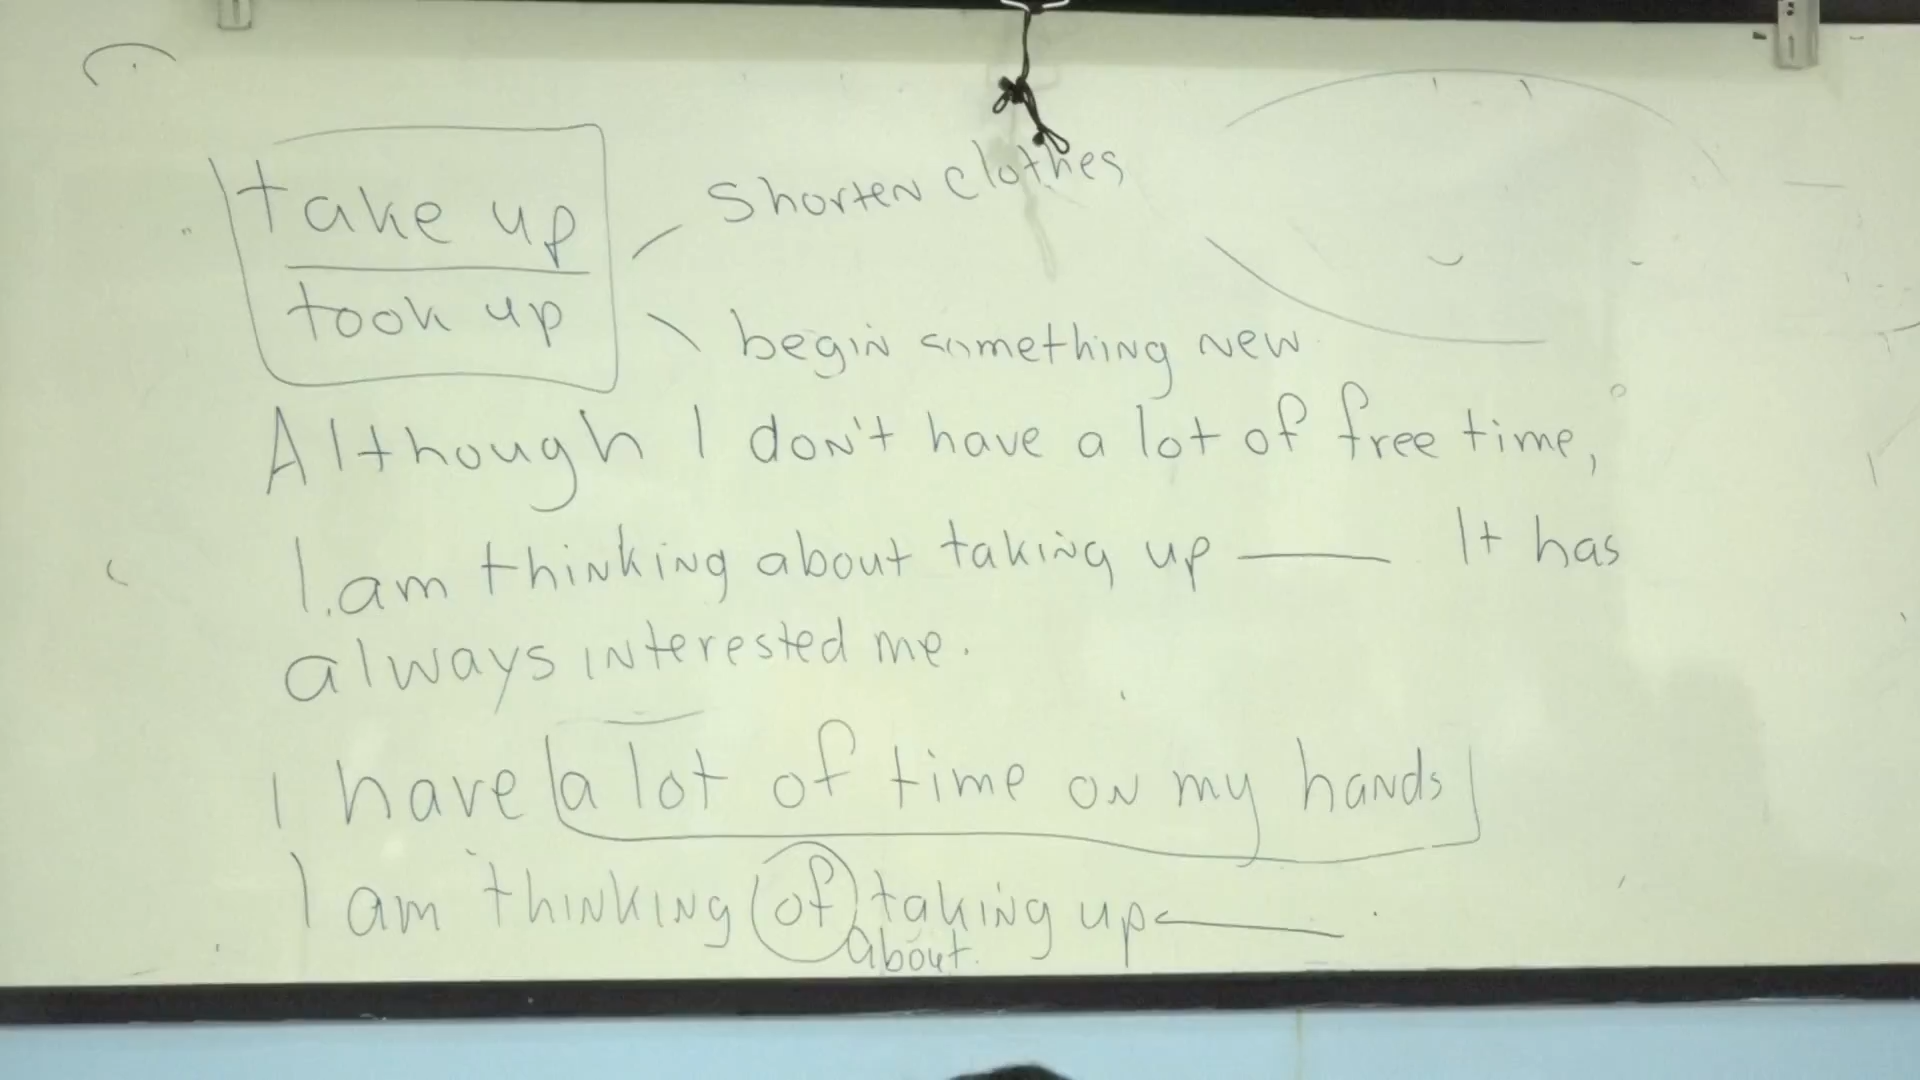 take up
took up
shorten clothes
begin something new
Although I don't have a lot of free time,
I am thinking about taking up ____ It has
always interested me.
I have a lot of time on my hands
I am thinking of taking up ____.
about.